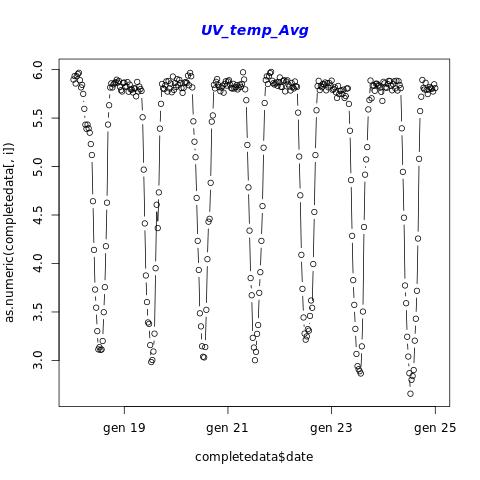 UV_temp_Avg
as.numeric(completedata[, i])
6.0
5.5
5.0
4.5
4.0
3.5
3.0
gen 19
gen 21
gen 23
gen 25
completedata$date